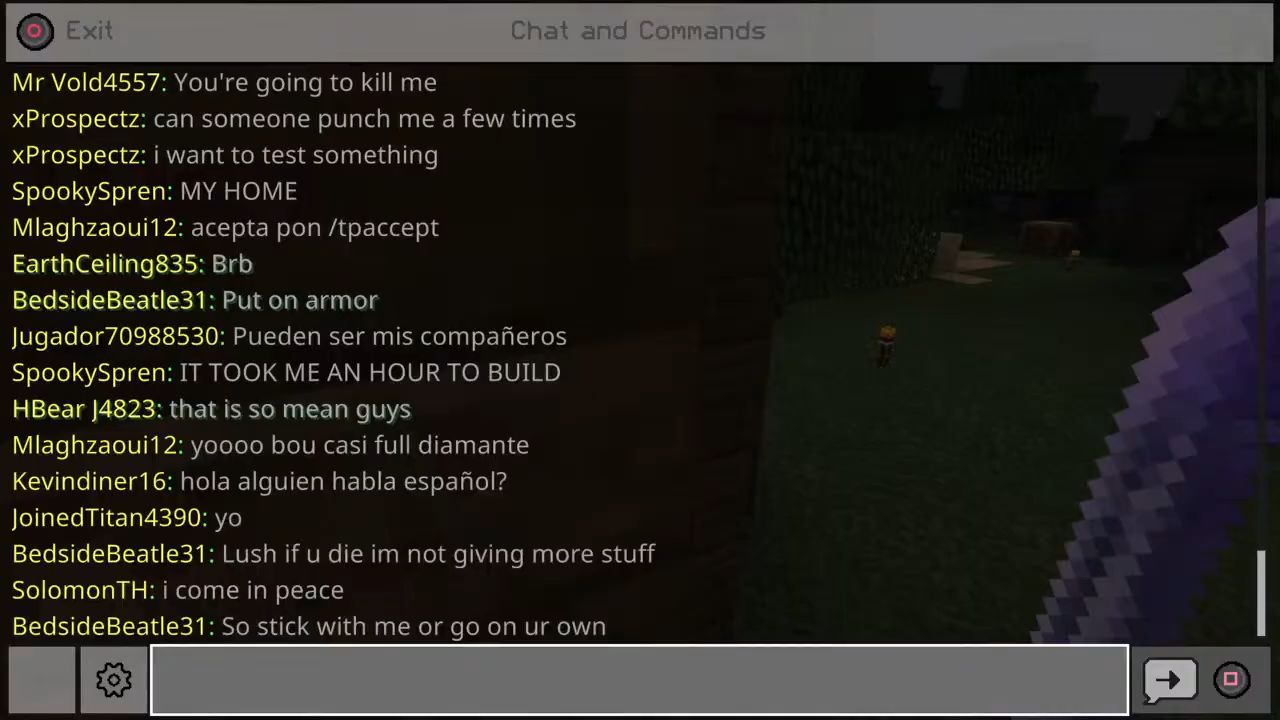 Exit
Chat and Commands
Mr Vold4557: You're going to kill me
xProspectz: can someone punch me a few times
xProspectz: i want to test something
SpookySpren: MY HOME
Mlaghzaoui12: acepta pon /tpaccept
EarthCeiling835: Brb
BedsideBeatle31: Put on armor
Jugador70988530: Pueden ser mis compañeros
SpookySpren: IT TOOK ME AN HOUR TO BUILD
HBear J4823: that is so mean guys
Mlaghzaoui12: yoooo bou casi full diamante
Kevindiner16: hola alguien habla español?
JoinedTitan4390: yo
BedsideBeatle31: Lush if u die im not giving more stuff
SolomonTH: i come in peace
BedsideBeatle31: So stick with me or go on ur own